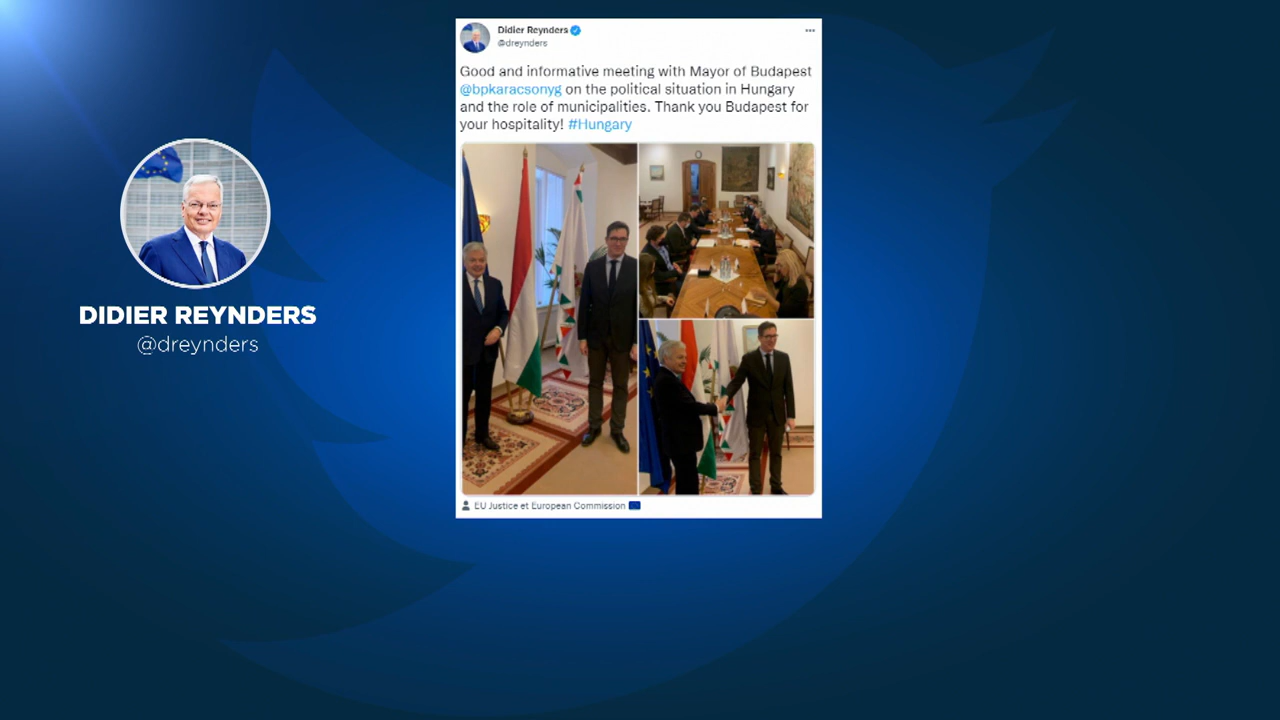 DIDIER REYNDERS
@dreynders
Didier Reynders
@dreynders
Good and informative meeting with Mayor of Budapest
@bpkaracsonyg on the political situation in Hungary
and the role of municipalities. Thank you Budapest for
your hospitality! #Hungary
EU Justice et European Commission